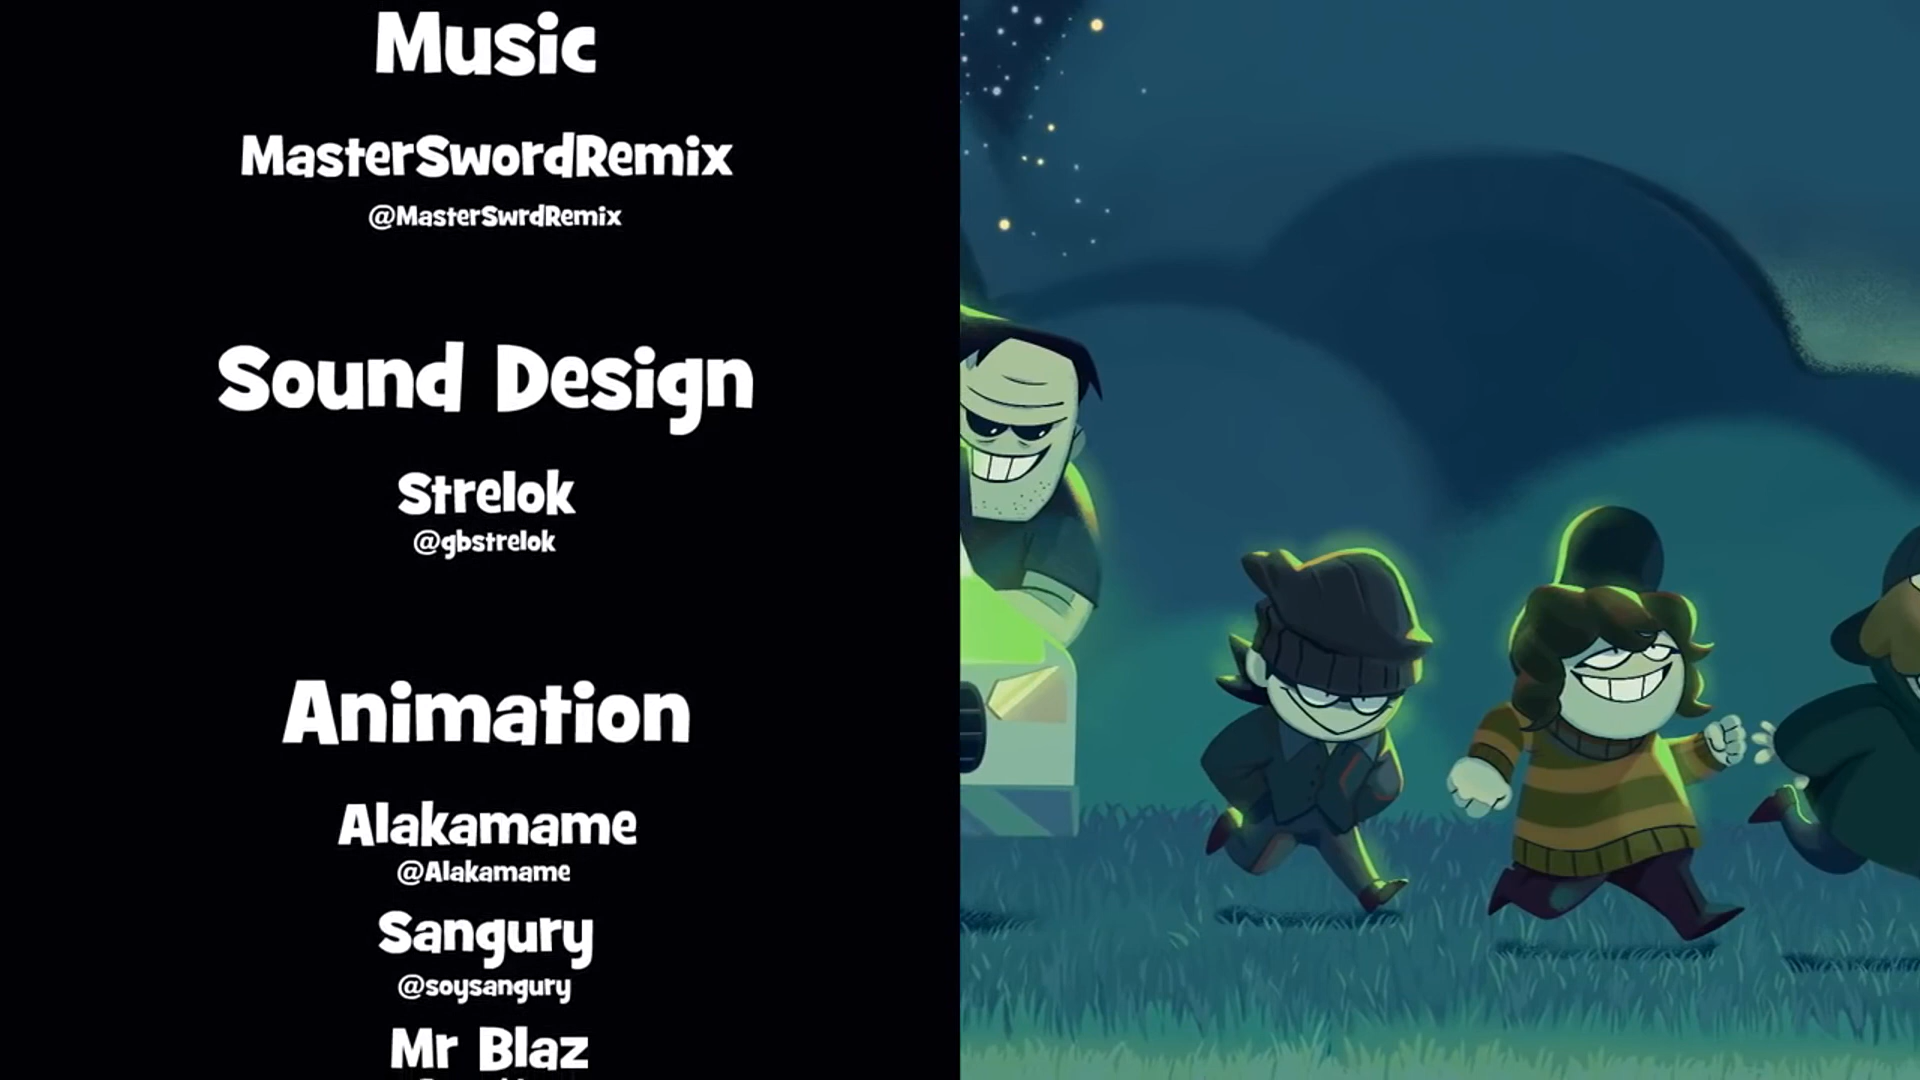 Music
MasterSwordRemix
@MasterSwrdRemix
Sound Design
Strelok
@gbstrelok
Animation
Alakamame
@Alakamame
Sangury
@soysangury
Mr Blaz